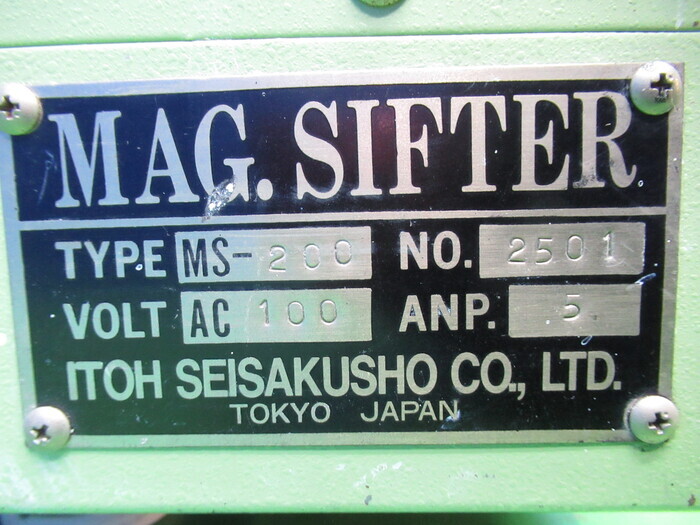 MAG. SIFTER
TYPE MS-200 NO. 2501
VOLT AC 100 ANP. 5
ITOH SEISAKUSHO CO., LTD.
TOKYO JAPAN